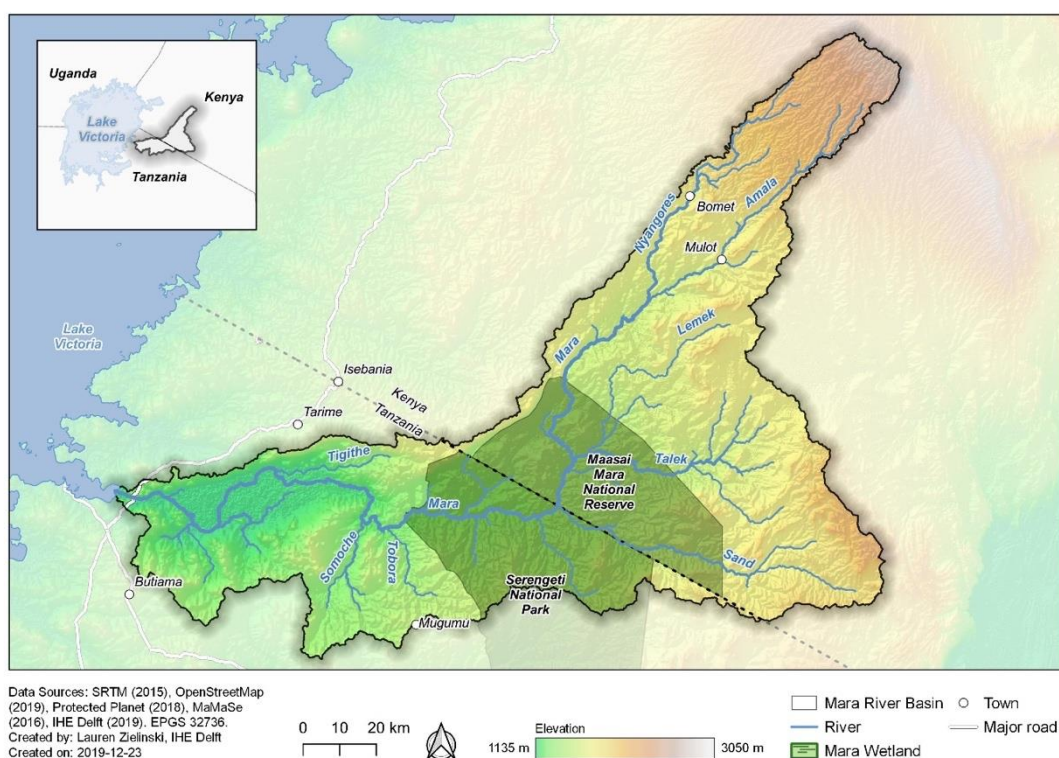 Uganda
Kenya
Lake
Victoria
Tanzania
Nyangores
Bomet
Amala
Mulot
Lake
Victoria
Mara
Lemek
Isebania
Kenya
Tanzania
Tarime
Tigithe
Maasai
Mara
National
Reserve
Talek
Mara
Somoche
Tobora
Sand
Serengeti
National
Park
Butiama
Mugumu
Data Sources: SRTM (2015), OpenStreetMap
(2019), Protected Planet (2018), MaMaSe
(2016), IHE Delft (2019). EPGS 32736.
Created by: Lauren Zielinski, IHE Delft
Created on: 2019-12-23
0 10 20 km
Elevation
1135 m 3050 m
Mara River Basin
River
Mara Wetland
Town
Major road